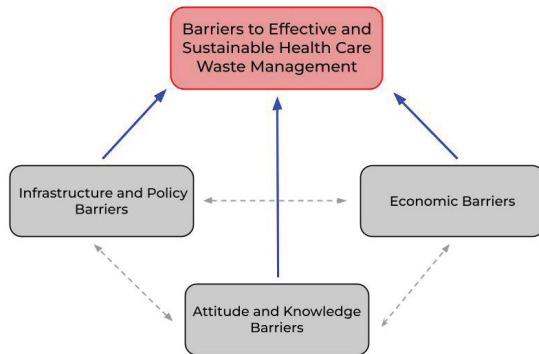 Barriers to Effective and
Sustainable Health Care
Waste Management
Infrastructure and Policy
Barriers
Economic Barriers
Attitude and Knowledge
Barriers